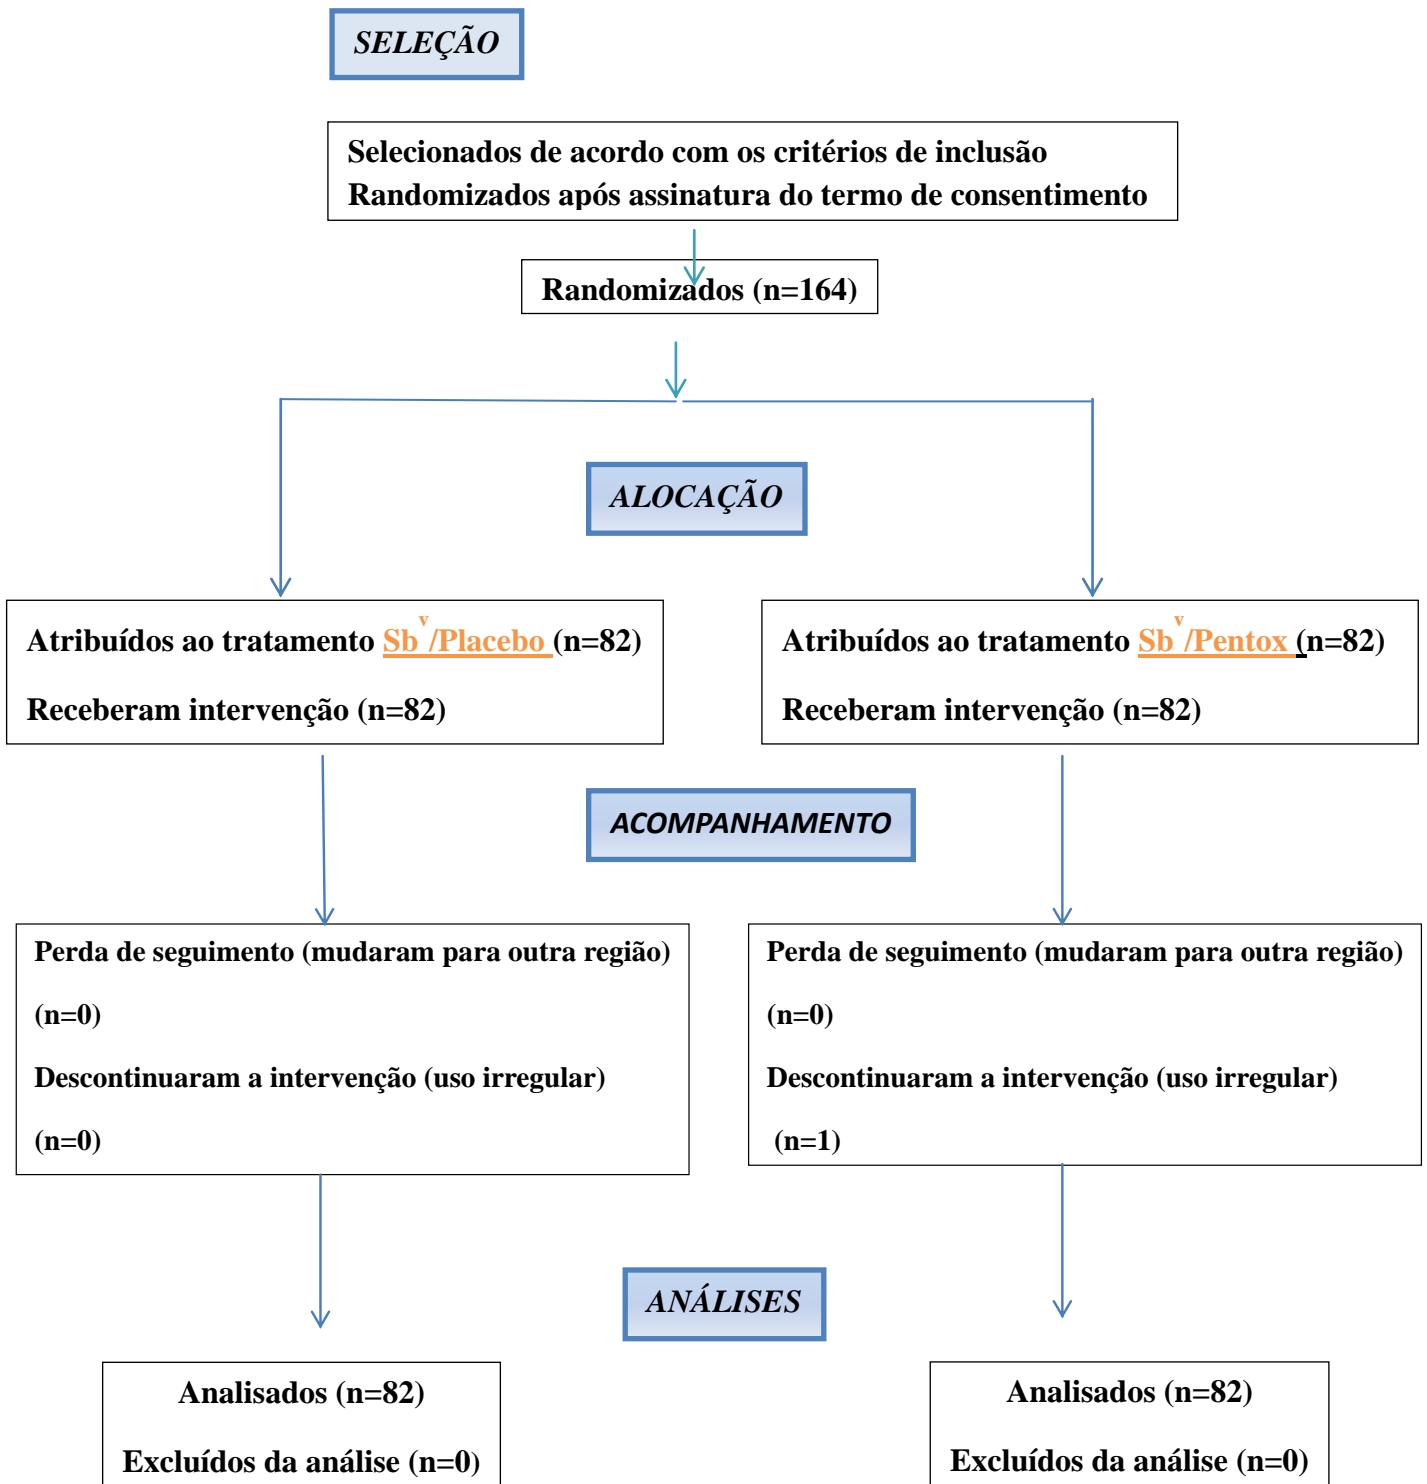 SELEÇÃO
Selecionados de acordo com os critérios de inclusão
Randomizados após assinatura do termo de consentimento
Randomizados (n=164)
ALOCAÇÃO
Atribuídos ao tratamento Sbᵛ/Placebo (n=82)
Receberam intervenção (n=82)
Atribuídos ao tratamento Sbᵛ/Pentox (n=82)
Receberam intervenção (n=82)
ACOMPANHAMENTO
Perda de seguimento (mudaram para outra região)
(n=0)
Descontinuaram a intervenção (uso irregular)
(n=0)
Perda de seguimento (mudaram para outra região)
(n=0)
Descontinuaram a intervenção (uso irregular)
(n=1)
ANÁLISES
Analisados (n=82)
Excluídos da análise (n=0)
Analisados (n=82)
Excluídos da análise (n=0)